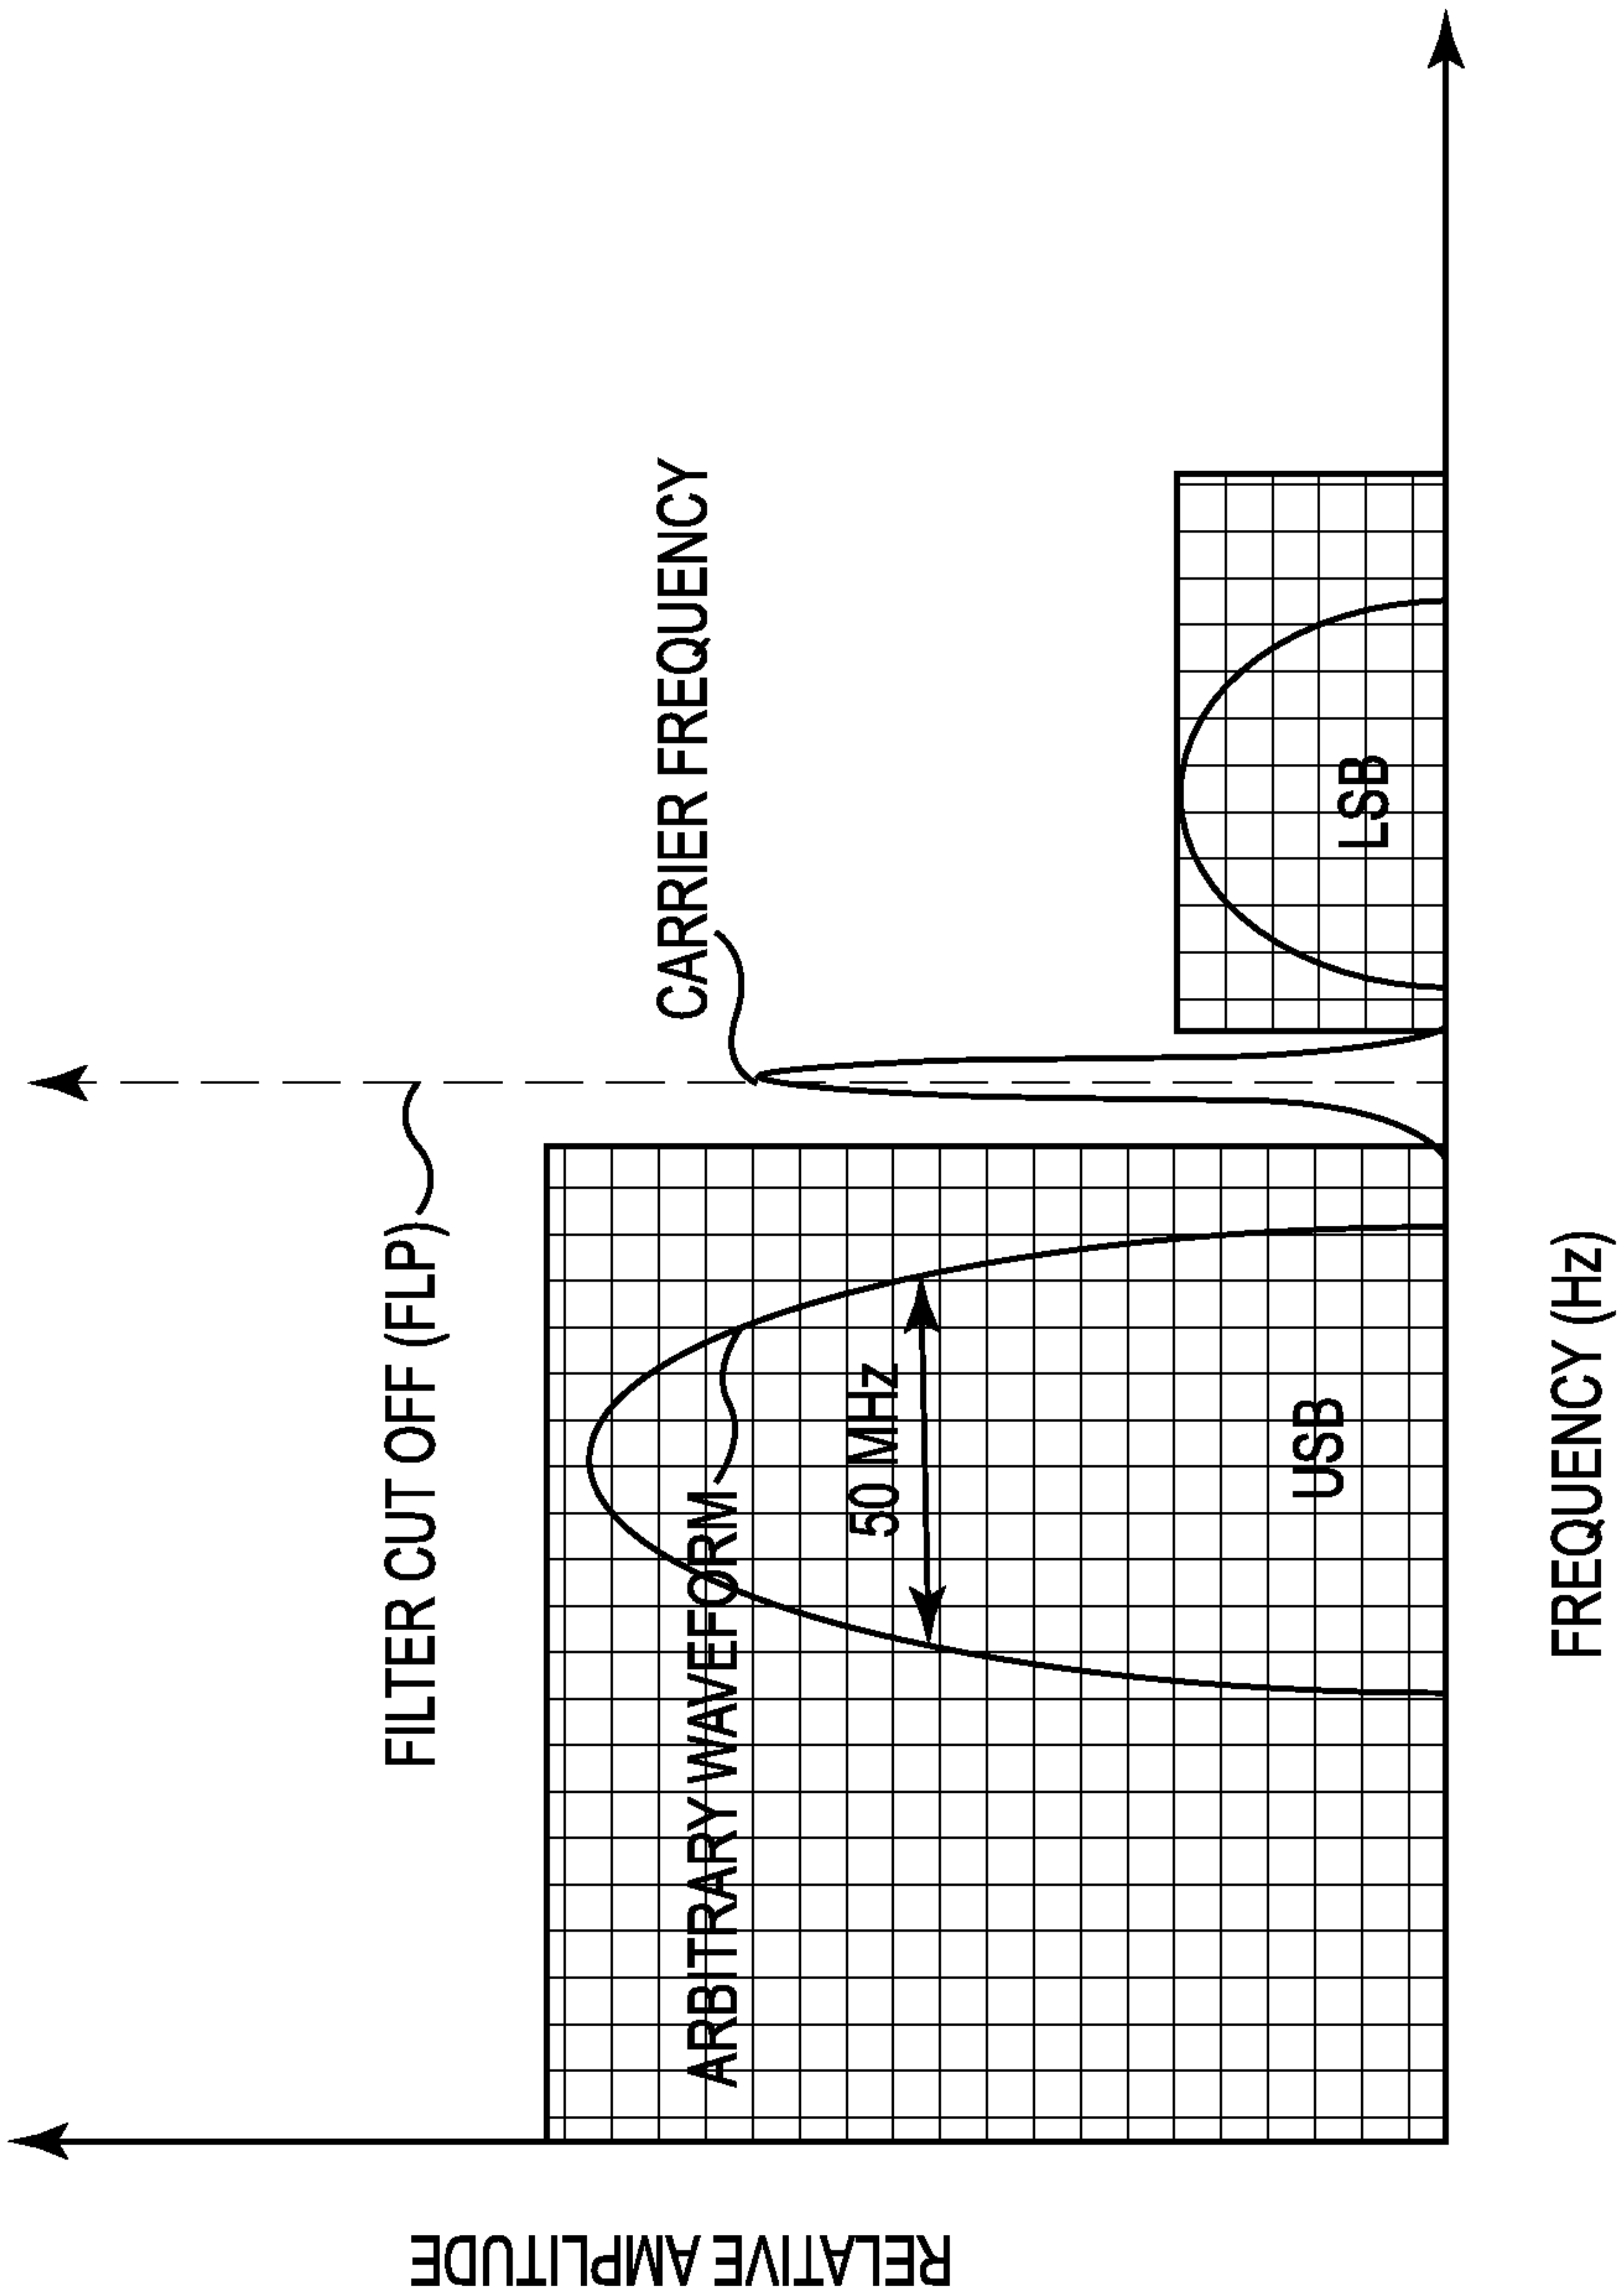 FILTER CUT OFF (FLP)
CARRIER FREQUENCY
ARBITRARY WAVEFORM
50 MHz
USB
LSB
RELATIVE AMPLITUDE
FREQUENCY (Hz)